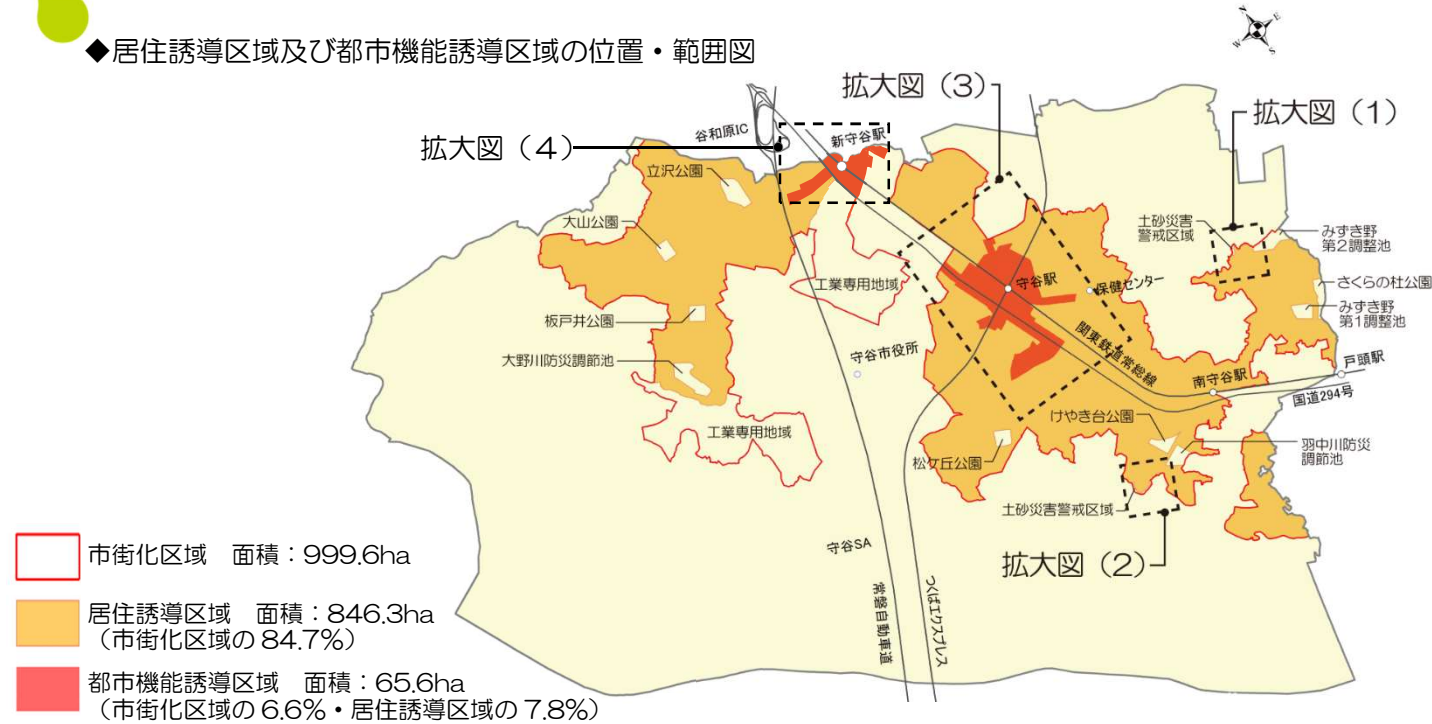 ◆居住誘導区域及び都市機能誘導区域の位置・範囲図
N
E
W
S
拡大図（3）
拡大図（1）
拡大図（4）
谷和原IC
新守谷駅
立沢公園
大山公園
土砂災害
警戒区域
みずき野
第2調整池
工業専用地域
守谷駅
保健センター
さくらの杜公園
みずき野
第1調整池
板戸井公園
大野川防災調節池
守谷市役所
関東鉄道常総線
南守谷駅
戸頭駅
国道294号
工業専用地域
けやき台公園
松ケ丘公園
羽中川防災
調節池
土砂災害警戒区域
守谷SA
拡大図（2）
常磐自動車道
つくばエクスプレス
市街化区域　面積：999.6ha
居住誘導区域　面積：846.3ha
（市街化区域の84.7%）
都市機能誘導区域　面積：65.6ha
（市街化区域の6.6%・居住誘導区域の7.8%）